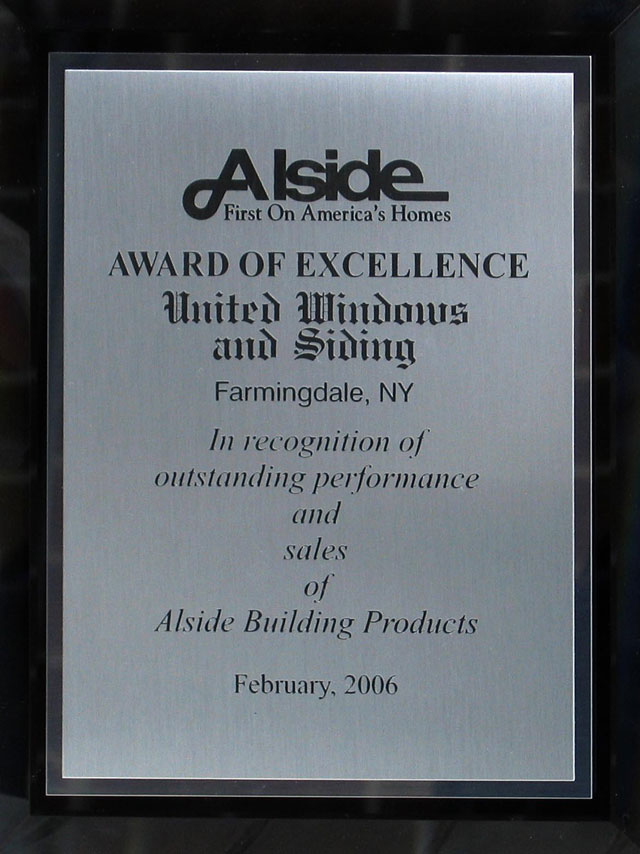 Alside
First On America's Homes
AWARD OF EXCELLENCE
United Windows
and Siding
Farmingdale, NY
In recognition of
outstanding performance
and
sales
of
Alside Building Products
February, 2006